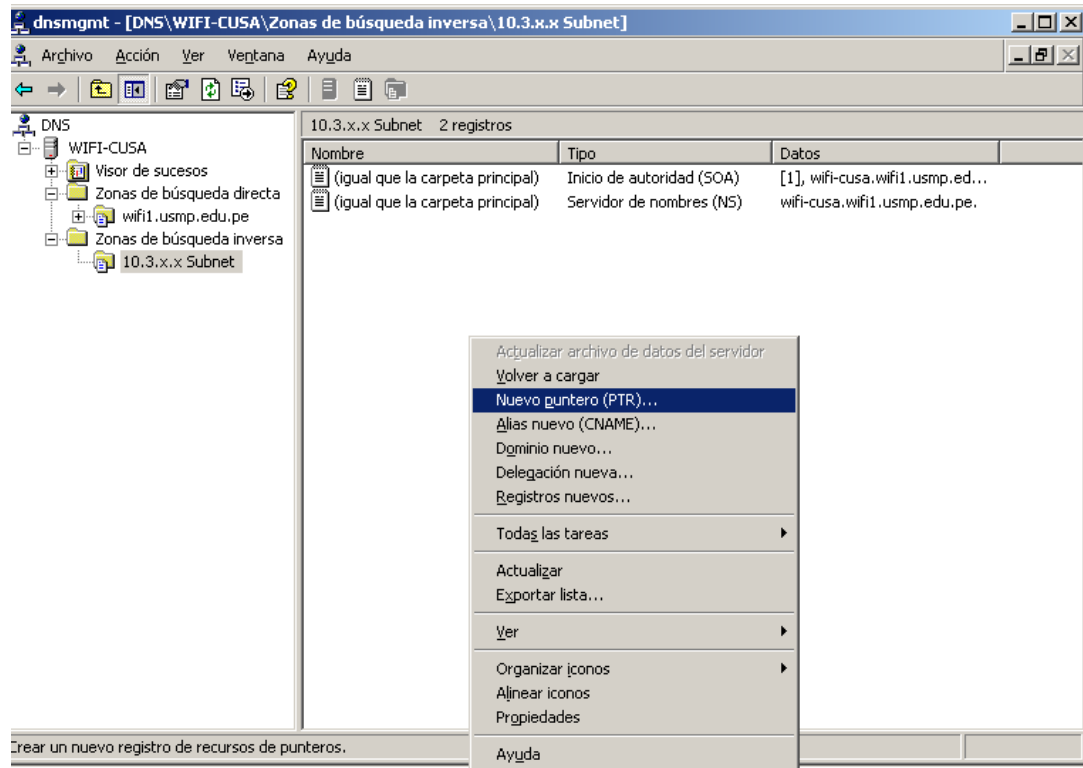 dnsmgmt - [DNS\WIFI-CUSA\Zonas de búsqueda inversa\10.3.x.x Subnet]
Archivo Acción Ver Ventana Ayuda
DNS
WIFI-CUSA
Visor de sucesos
Zonas de búsqueda directa
wifi1.usmp.edu.pe
Zonas de búsqueda inversa
10.3.x.x Subnet
10.3.x.x Subnet 2 registros
Nombre Tipo Datos
(igual que la carpeta principal) Inicio de autoridad (SOA) [1], wifi-cusa.wifi1.usmp.ed...
(igual que la carpeta principal) Servidor de nombres (NS) wifi-cusa.wifi1.usmp.edu.pe.
Actualizar archivo de datos del servidor
Volver a cargar
Nuevo puntero (PTR)...
Alias nuevo (CNAME)...
Dominio nuevo...
Delegación nueva...
Registros nuevos...
Todas las tareas
Actualizar
Exportar lista...
Ver
Organizar iconos
Alinear iconos
Propiedades
Ayuda
Crear un nuevo registro de recursos de punteros.